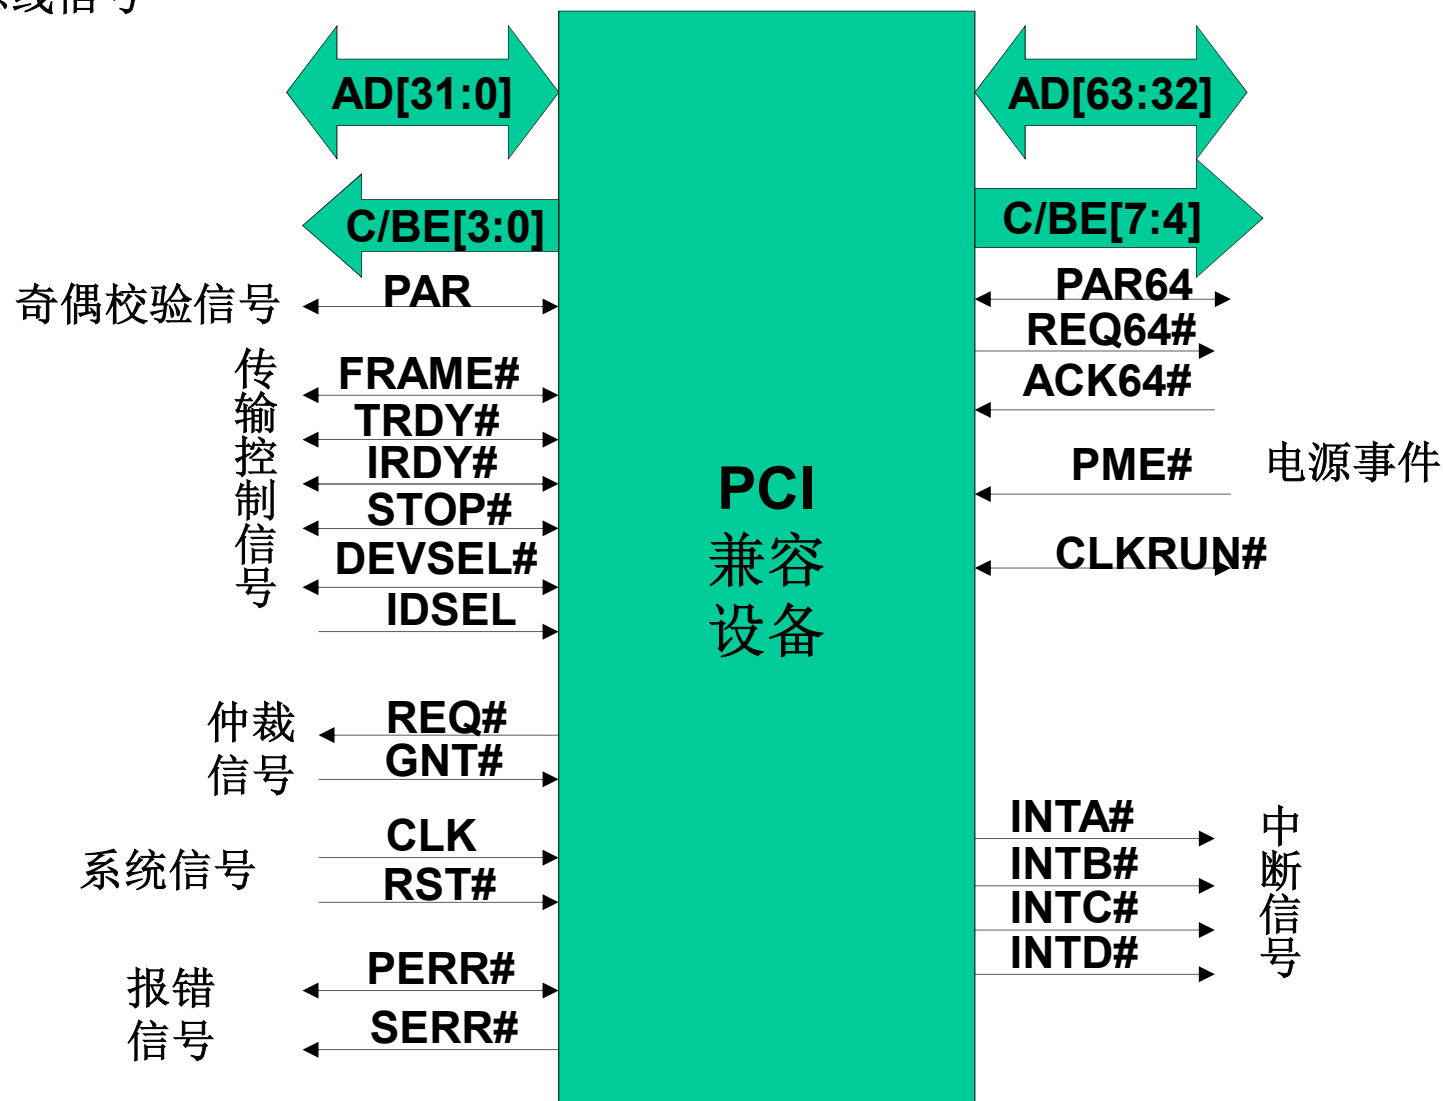 线信号
AD[31:0]
C/BE[3:0]
奇偶校验信号
PAR
传输控制信号
FRAME#
TRDY#
IRDY#
STOP#
DEVSEL#
IDSEL
仲裁
信号
REQ#
GNT#
系统信号
CLK
RST#
报错
信号
PERR#
SERR#
PCI
兼容
设备
AD[63:32]
C/BE[7:4]
PAR64
REQ64#
ACK64#
PME#
电源事件
CLKRUN#
INTA#
INTB#
INTC#
INTD#
中断信号